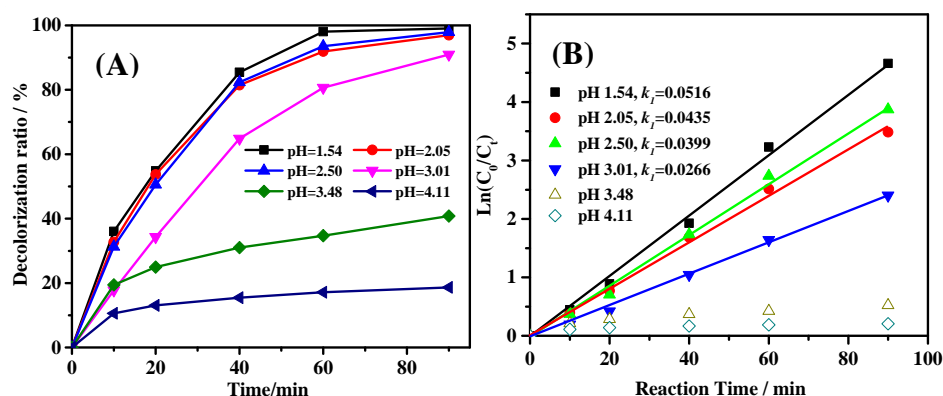 (A)
Decolorization ratio / %
100
80
60
40
20
0
pH=1.54 pH=2.05
pH=2.50 pH=3.01
pH=3.48 pH=4.11
0 20 40 60 80
Time/min
(B)
Ln(C0/Ct)
5
4
3
2
1
0
pH 1.54, k1=0.0516
pH 2.05, k1=0.0435
pH 2.50, k1=0.0399
pH 3.01, k1=0.0266
pH 3.48
pH 4.11
0 20 40 60 80 100
Reaction Time / min